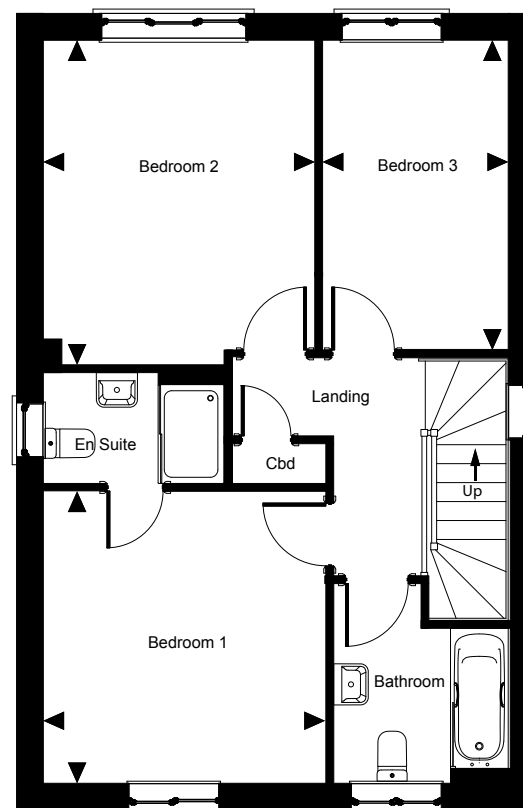 Bedroom 2
Bedroom 3
Landing
En Suite
Cbd
Up
Bedroom 1
Bathroom